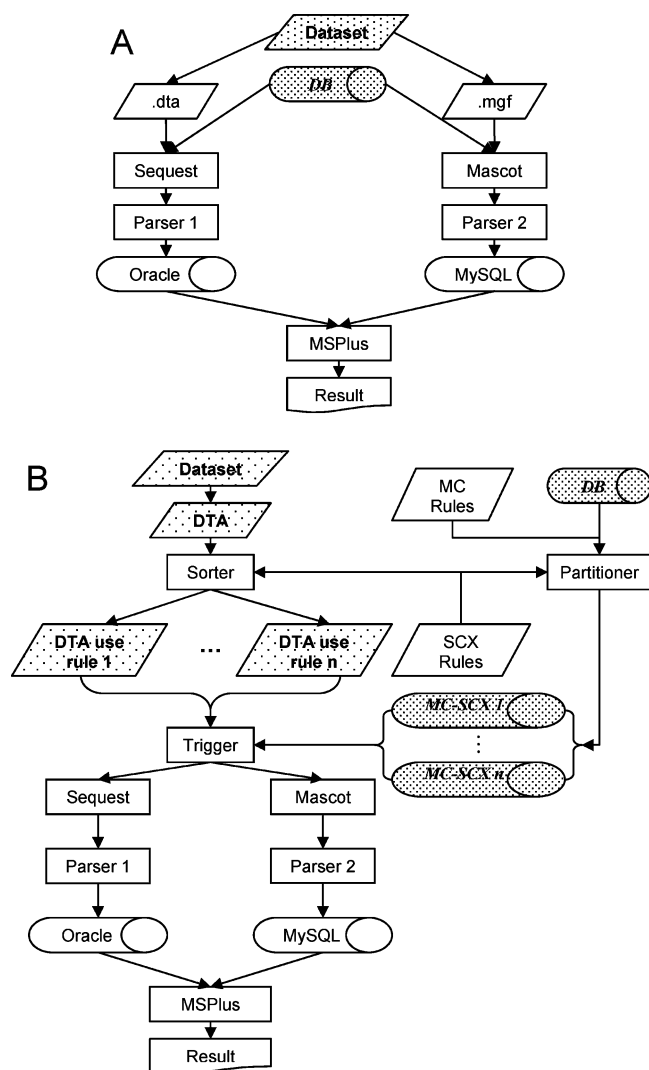 A
Dataset
DB
.dta
.mgf
Sequest
Mascot
Parser 1
Parser 2
Oracle
MySQL
MSPlus
Result
B
Dataset
MC
Rules
DB
DTA
Sorter
Partitioner
DTA use
rule 1
...
DTA use
rule n
SCX
Rules
MC-SCX 1
⋮
MC-SCX n
Trigger
Sequest
Mascot
Parser 1
Parser 2
Oracle
MySQL
MSPlus
Result